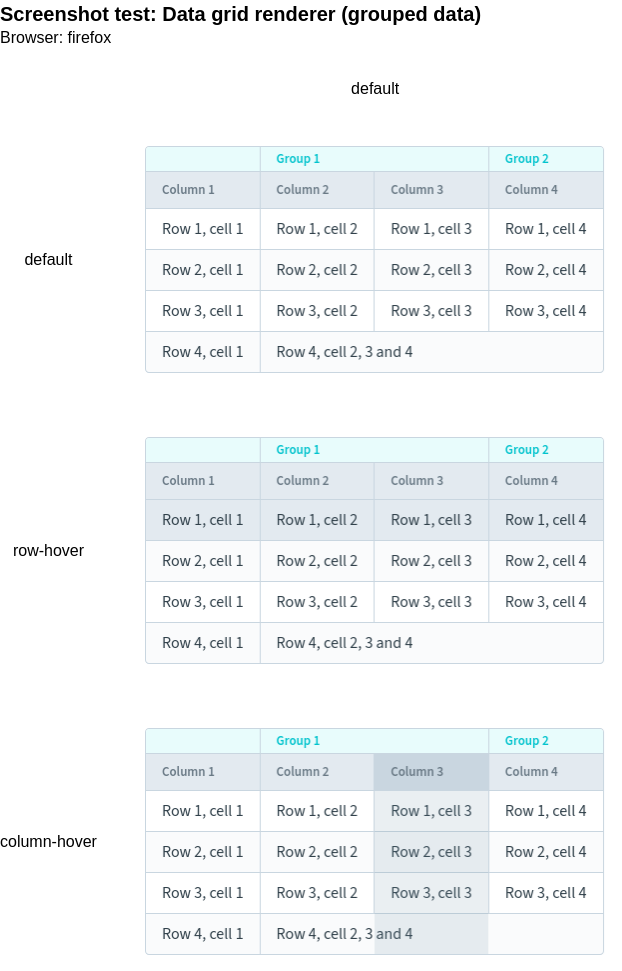 Screenshot test: Data grid renderer (grouped data)
Browser: firefox
default
Group 1 Group 2
Column 1 Column 2 Column 3 Column 4
Row 1, cell 1 Row 1, cell 2 Row 1, cell 3 Row 1, cell 4
default
Row 2, cell 1 Row 2, cell 2 Row 2, cell 3 Row 2, cell 4
Row 3, cell 1 Row 3, cell 2 Row 3, cell 3 Row 3, cell 4
Row 4, cell 1 Row 4, cell 2, 3 and 4
Group 1 Group 2
Column 1 Column 2 Column 3 Column 4
Row 1, cell 1 Row 1, cell 2 Row 1, cell 3 Row 1, cell 4
row-hover
Row 2, cell 1 Row 2, cell 2 Row 2, cell 3 Row 2, cell 4
Row 3, cell 1 Row 3, cell 2 Row 3, cell 3 Row 3, cell 4
Row 4, cell 1 Row 4, cell 2, 3 and 4
Group 1 Group 2
Column 1 Column 2 Column 3 Column 4
Row 1, cell 1 Row 1, cell 2 Row 1, cell 3 Row 1, cell 4
column-hover
Row 2, cell 1 Row 2, cell 2 Row 2, cell 3 Row 2, cell 4
Row 3, cell 1 Row 3, cell 2 Row 3, cell 3 Row 3, cell 4
Row 4, cell 1 Row 4, cell 2, 3 and 4